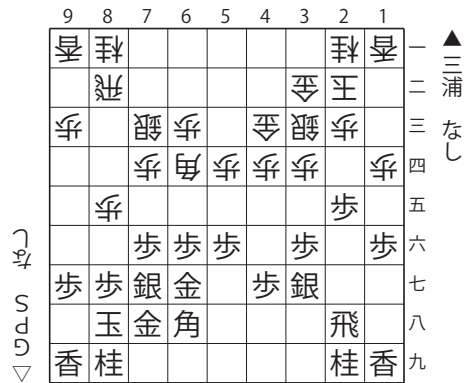 9 8 7 6 5 4 3 2 1
香 桂 桂 香 一
飛 金 王 二
歩 銀 歩 金 銀 歩 三
歩 角 歩 歩 歩 歩 四
歩 歩 五
歩 歩 歩 歩 歩 六
歩 歩 銀 金 歩 銀 七
玉 金 角 飛 八
香 桂 桂 香 九
▲三浦 なし
△GPS なし